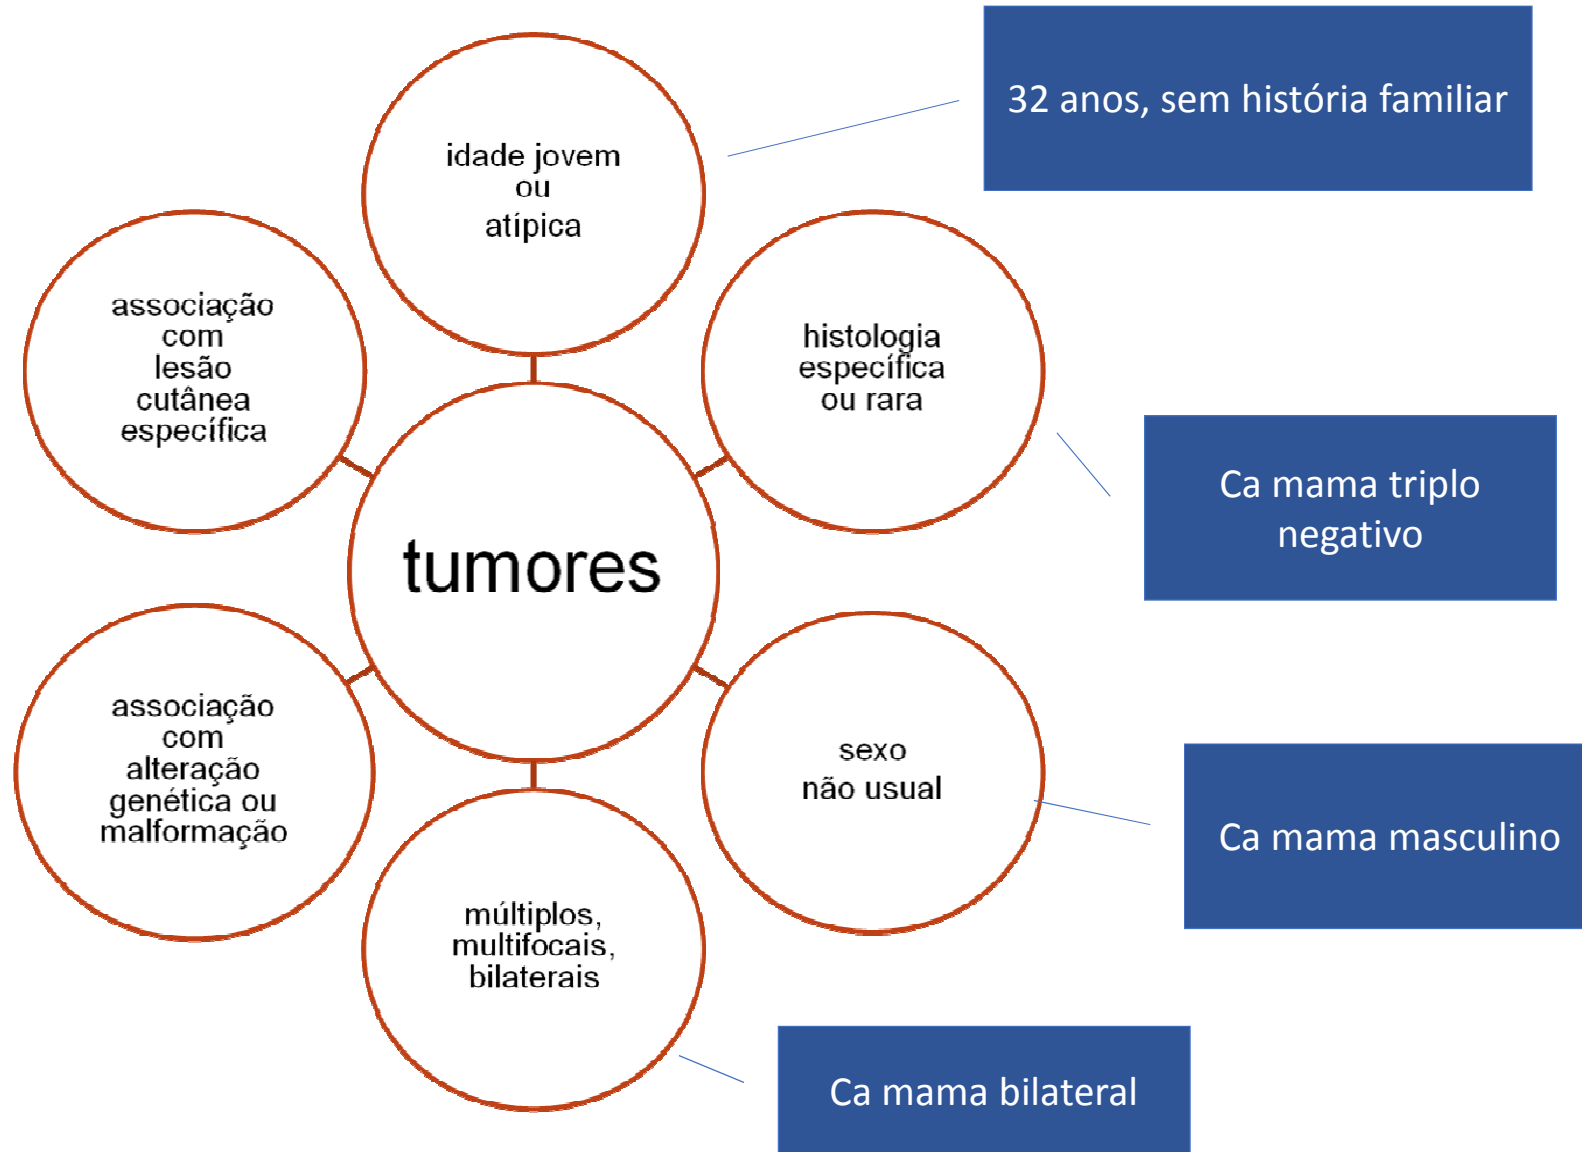 32 anos, sem história familiar
idade jovem
ou
atípica
associação
com
lesão
cutânea
específica
histologia
específica
ou rara
Ca mama triplo
negativo
tumores
associação
com
alteração
genética ou
malformação
sexo
não usual
Ca mama masculino
múltiplos,
multifocais,
bilaterais
Ca mama bilateral